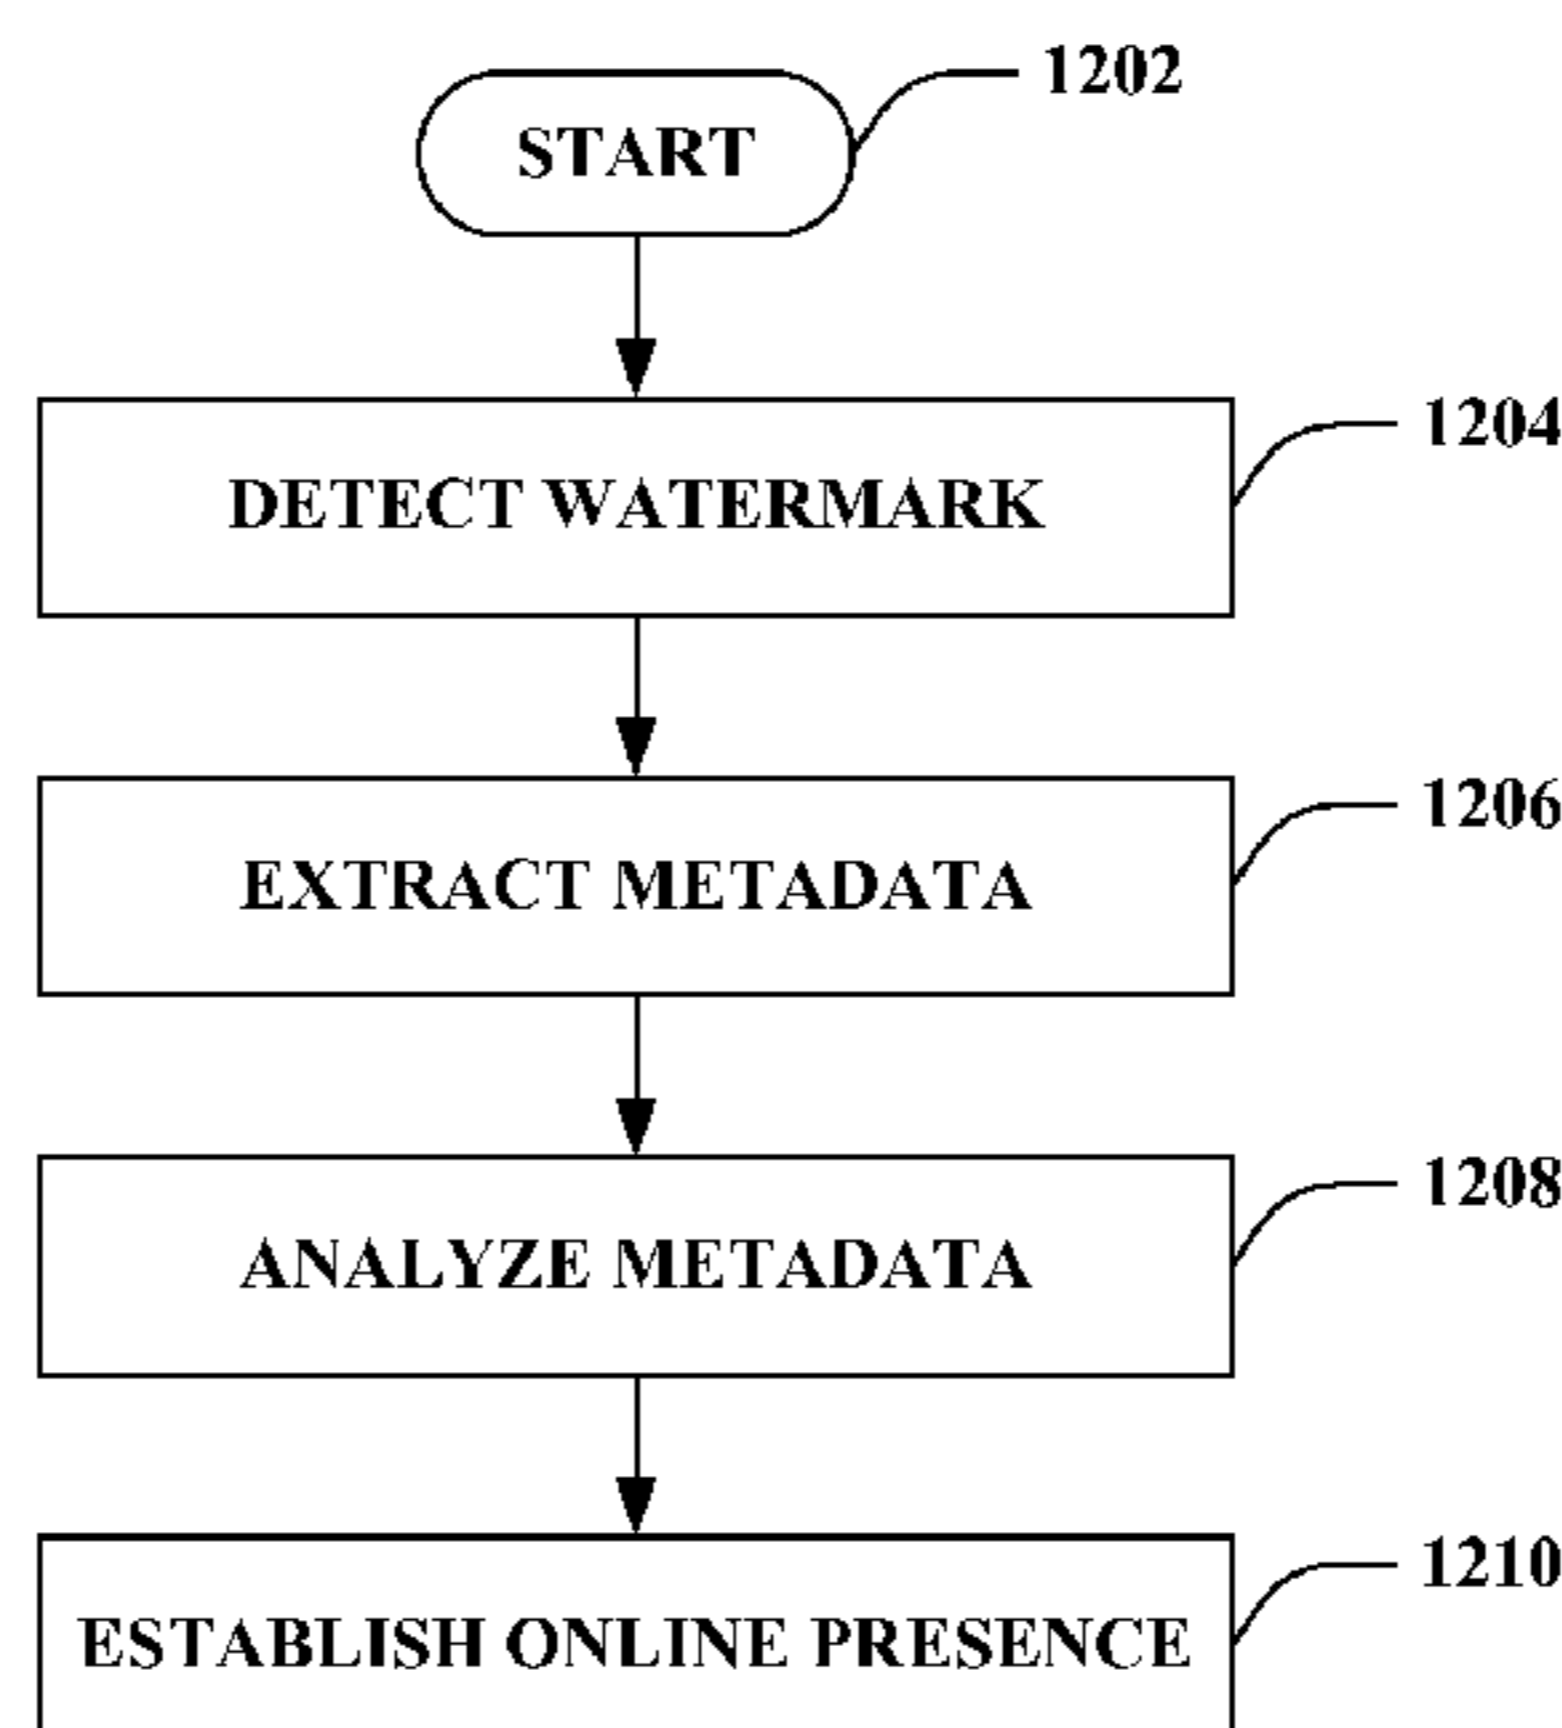 START
1202
DETECT WATERMARK
1204
EXTRACT METADATA
1206
ANALYZE METADATA
1208
ESTABLISH ONLINE PRESENCE
1210